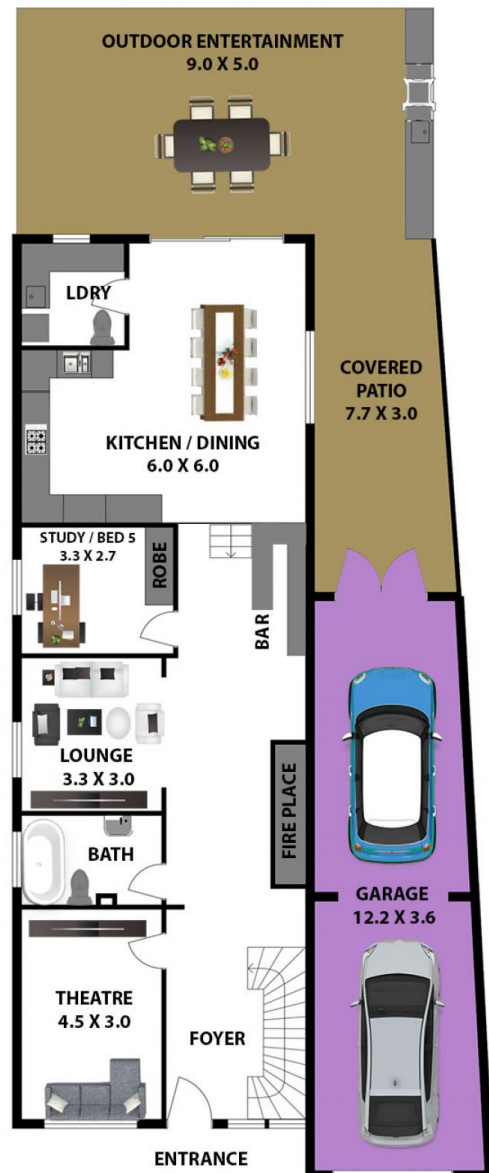 OUTDOOR ENTERTAINMENT
9.0 X 5.0
LDRY
COVERED
PATIO
7.7 X 3.0
KITCHEN / DINING
6.0 X 6.0
STUDY / BED 5
3.3 X 2.7
ROBE
BAR
LOUNGE
3.3 X 3.0
FIRE PLACE
BATH
GARAGE
12.2 X 3.6
THEATRE
4.5 X 3.0
FOYER
ENTRANCE